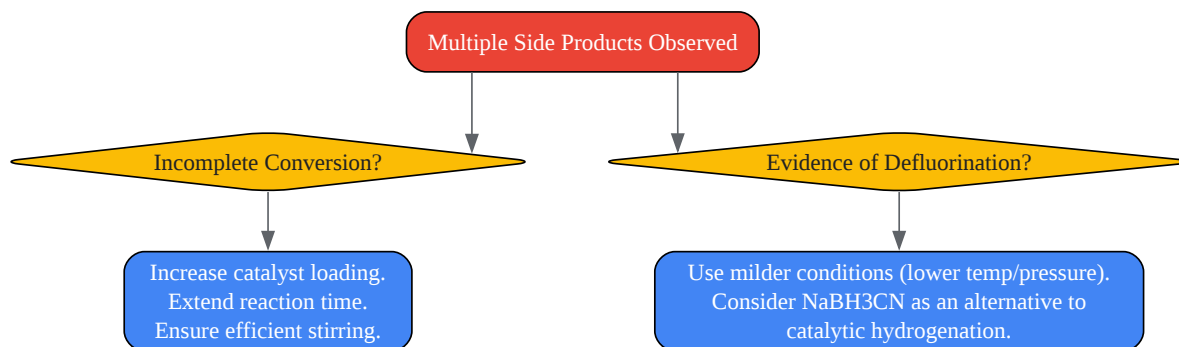 Multiple Side Products Observed
Incomplete Conversion?
Evidence of Defluorination?
Increase catalyst loading.
Extend reaction time.
Ensure efficient stirring.
Use milder conditions (lower temp/pressure).
Consider NaBH3CN as an alternative to
catalytic hydrogenation.